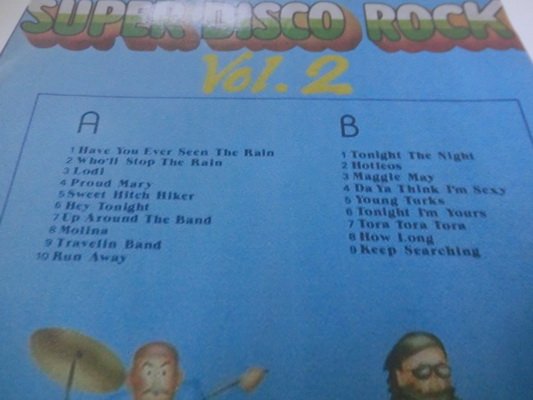 SUPER DISCO ROCK
Vol. 2
A
1 Have You Ever Seen The Rain
2 Who'll Stop The Rain
3 Lodi
4 Proud Mary
5 Sweet Hitch Hiker
6 Hey Tonight
7 Up Around The Band
8 Molina
9 Travelin Band
10 Run Away
B
1 Tonight The Night
2 Hotleos
3 Maggie May
4 Da Ya Think I'm Sexy
5 Young Turks
6 Tonight I'm Yours
7 Tora Tora Tora
8 How Long
9 Keep Searching